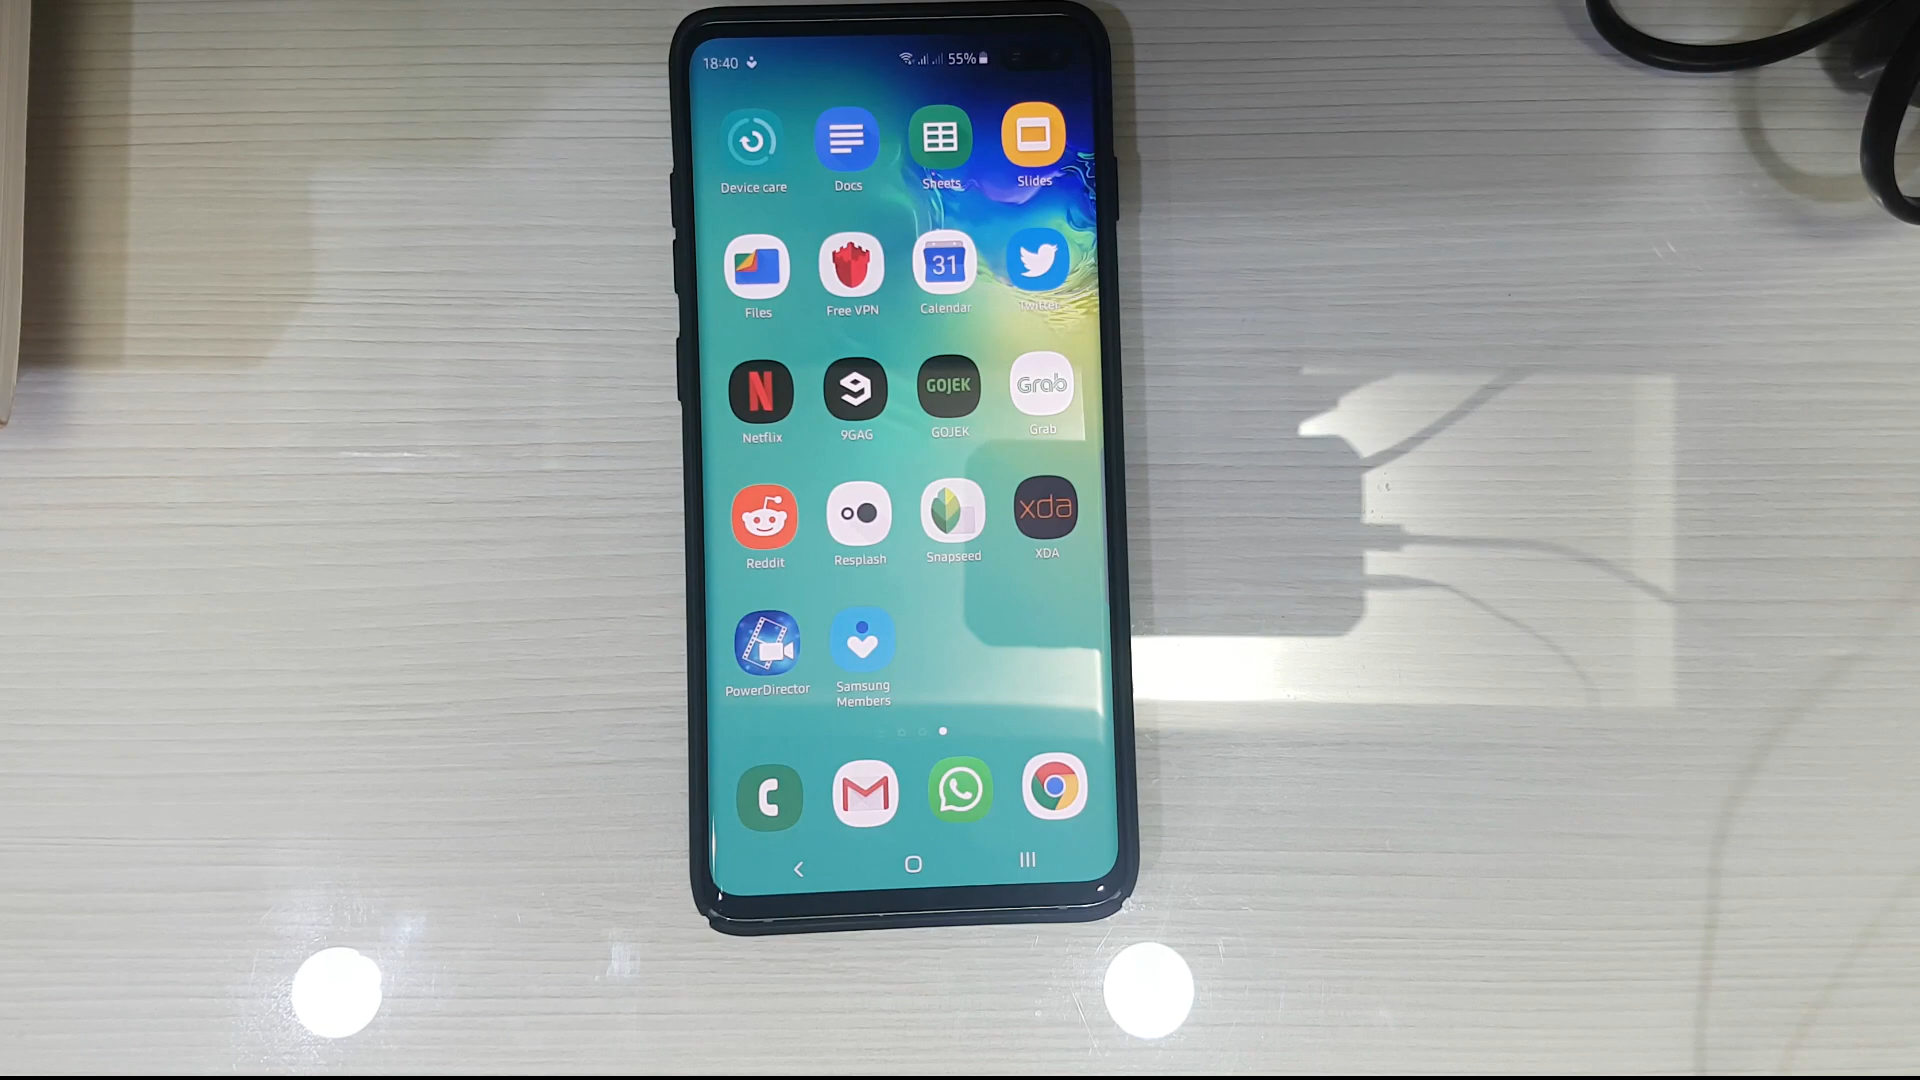 18:40 55%
Device care Docs Sheets Slides
31
Files Free VPN Calendar Twitter
N 9 GOJEK Grab
Netflix 9GAG GOJEK Grab
xda
Reddit Resplash Snapseed XDA
PowerDirector Samsung
Members